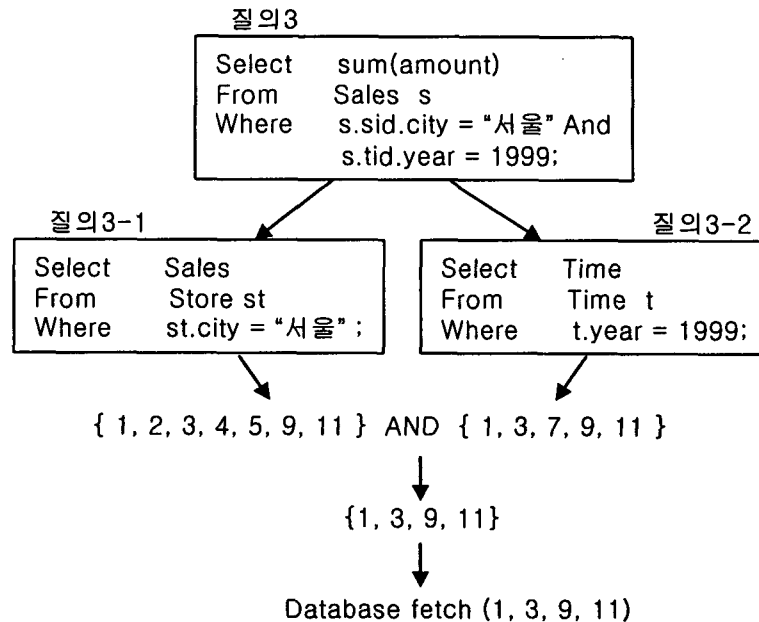 질의3
Select sum(amount)
From Sales s
Where s.sid.city = “서울” And
s.tid.year = 1999;
질의3-1
질의3-2
Select Sales
From Store st
Where st.city = “서울” ;
Select Time
From Time t
Where t.year = 1999;
{ 1, 2, 3, 4, 5, 9, 11 } AND { 1, 3, 7, 9, 11 }
{1, 3, 9, 11}
Database fetch (1, 3, 9, 11)